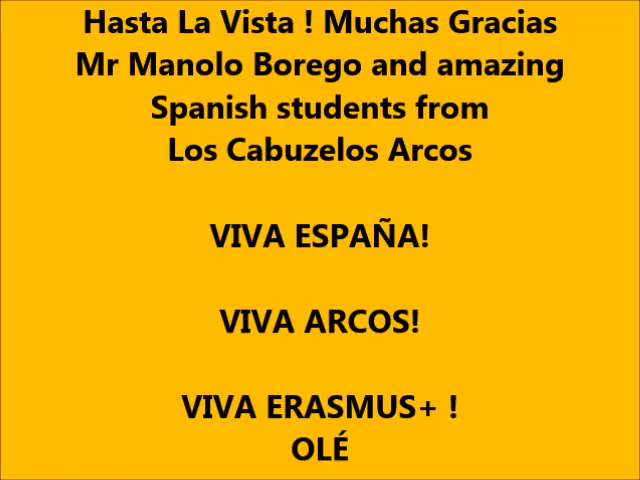 Hasta La Vista ! Muchas Gracias
Mr Manolo Borego and amazing
Spanish students from
Los Cabuzelos Arcos
VIVA ESPAÑA!
VIVA ARCOS!
VIVA ERASMUS+ !
OLÉ